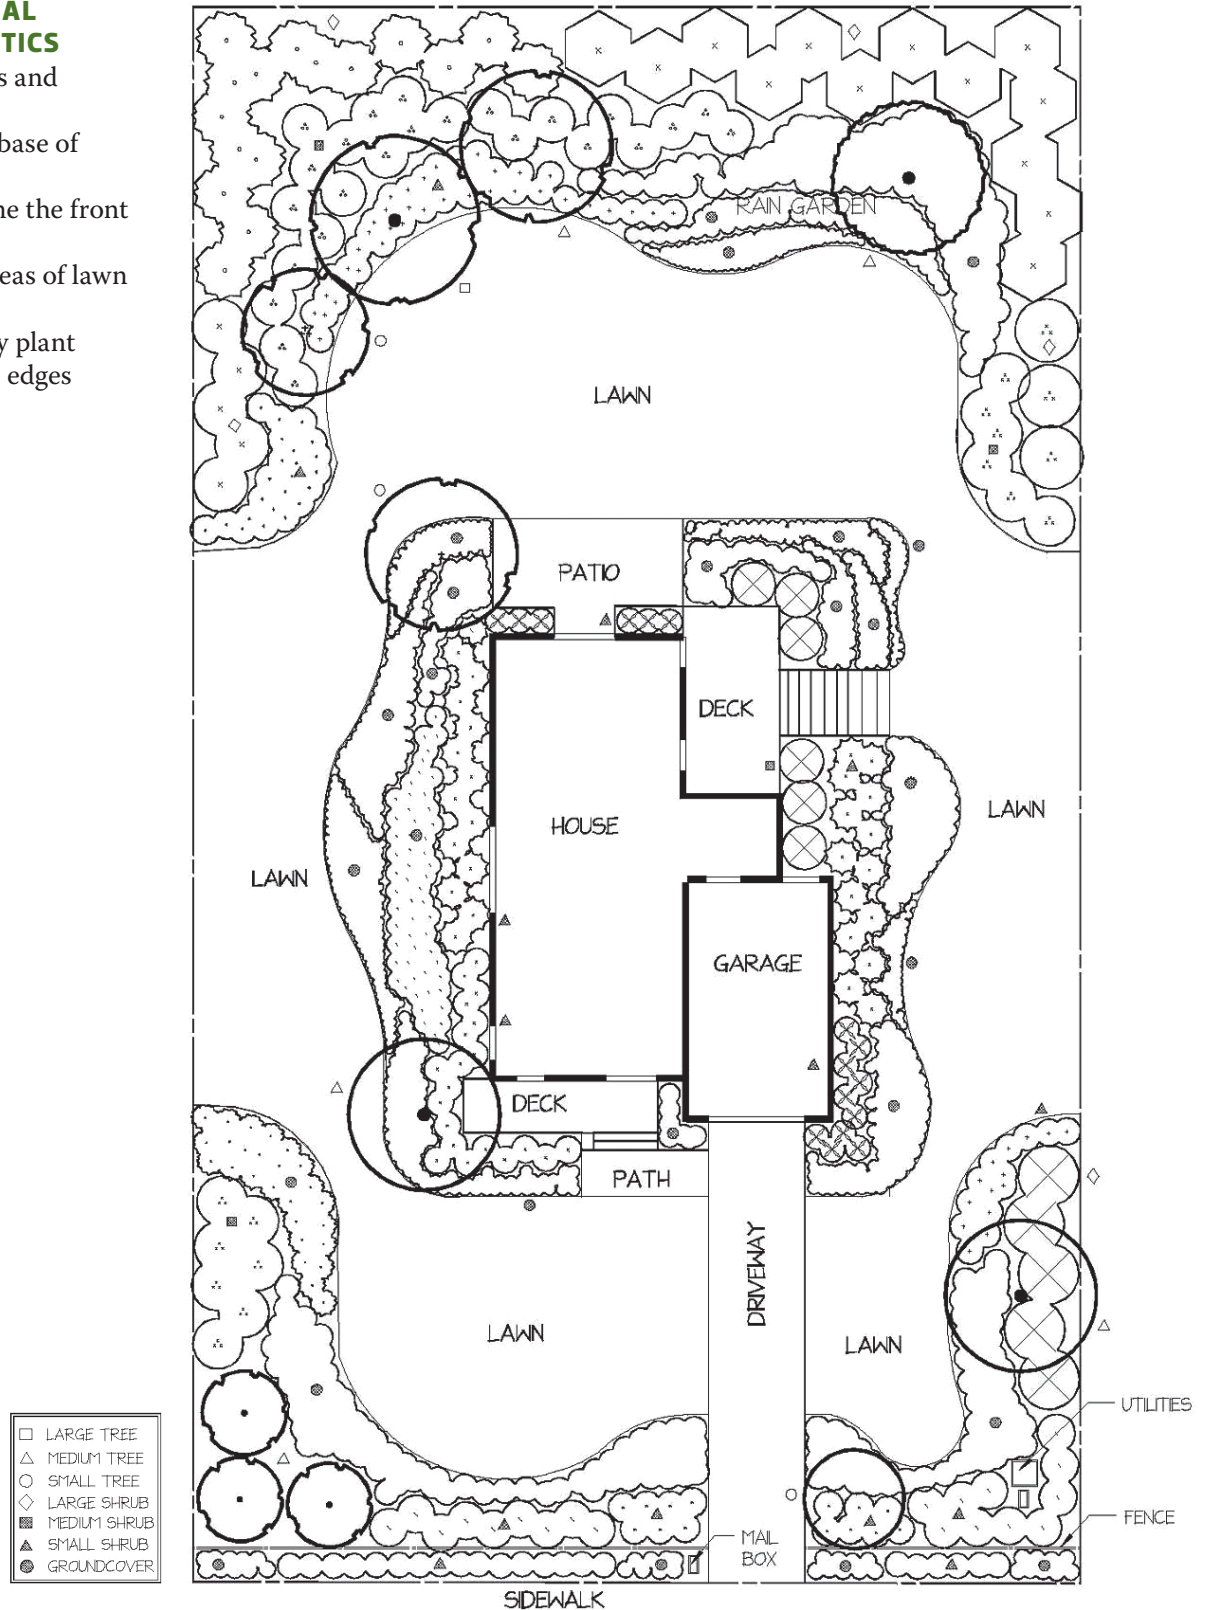 AL
TICS
s and
base of
ne the front
eas of lawn
y plant
edges
RAIN GARDEN
LAWN
PATIO
DECK
HOUSE
LAWN
LAWN
GARAGE
DECK
PATH
DRIVEWAY
LAWN
LAWN
UTILITIES
FENCE
MAIL
BOX
SIDEWALK
LARGE TREE
MEDIUM TREE
SMALL TREE
LARGE SHRUB
MEDIUM SHRUB
SMALL SHRUB
GROUNDCOVER